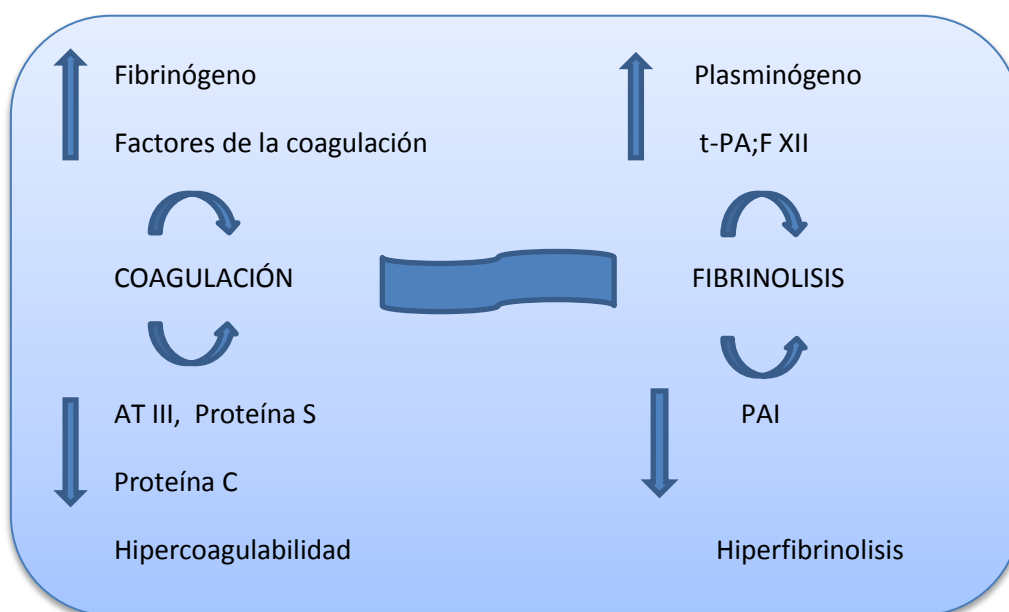 Fibrinógeno
Factores de la coagulación
COAGULACIÓN
AT III, Proteína S
Proteína C
Hipercoagulabilidad
Plasminógeno
t-PA;F XII
FIBRINOLISIS
PAI
Hiperfibrinolisis